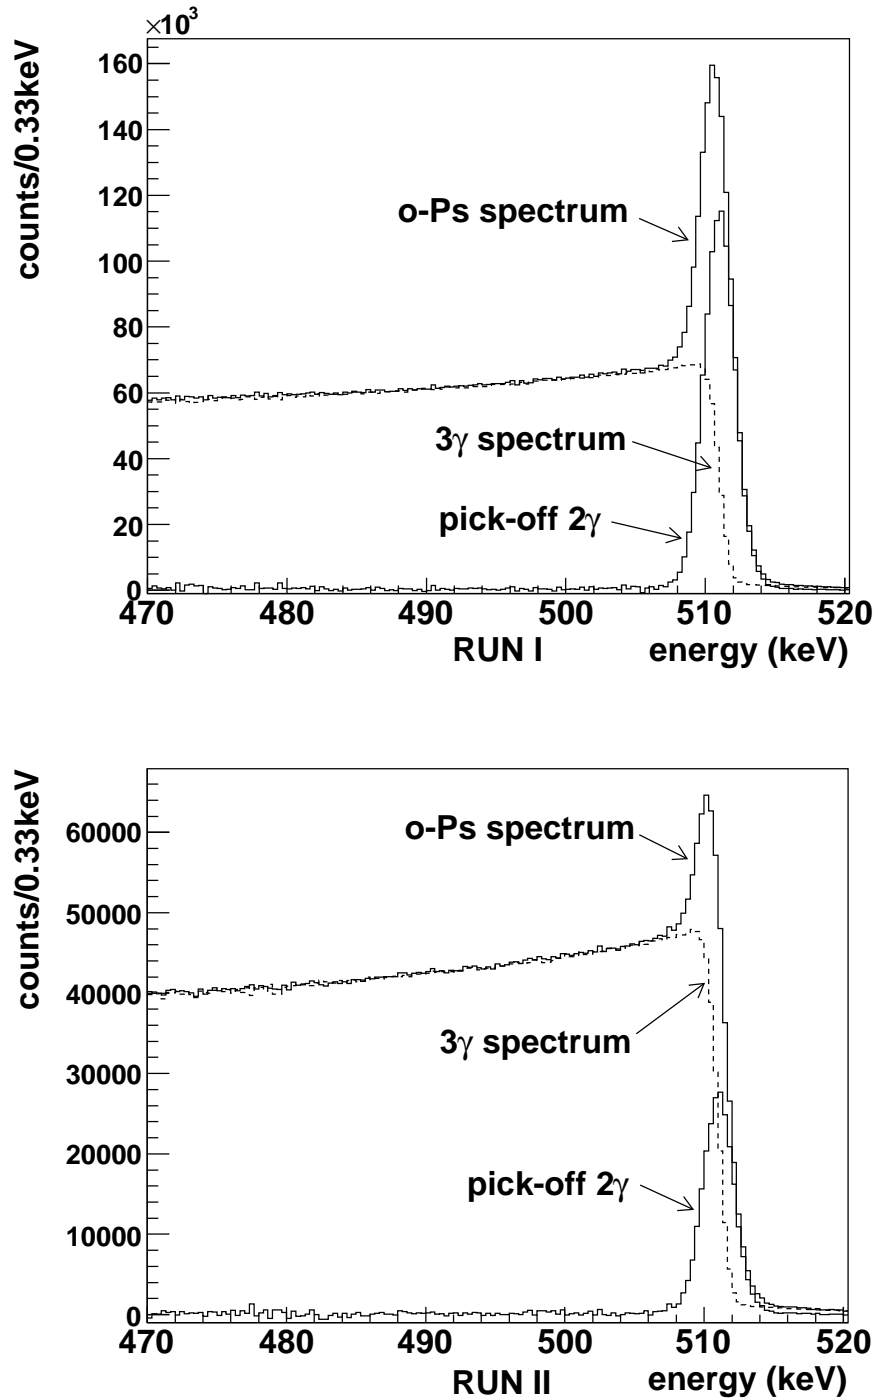 ×10³
counts/0.33keV
160
140
120
100
80
60
40
20
0
o-Ps spectrum
3γ spectrum
pick-off 2γ
470 480 490 500 510 520
RUN I energy (keV)
counts/0.33keV
60000
50000
40000
30000
20000
10000
0
o-Ps spectrum
3γ spectrum
pick-off 2γ
470 480 490 500 510 520
RUN II energy (keV)